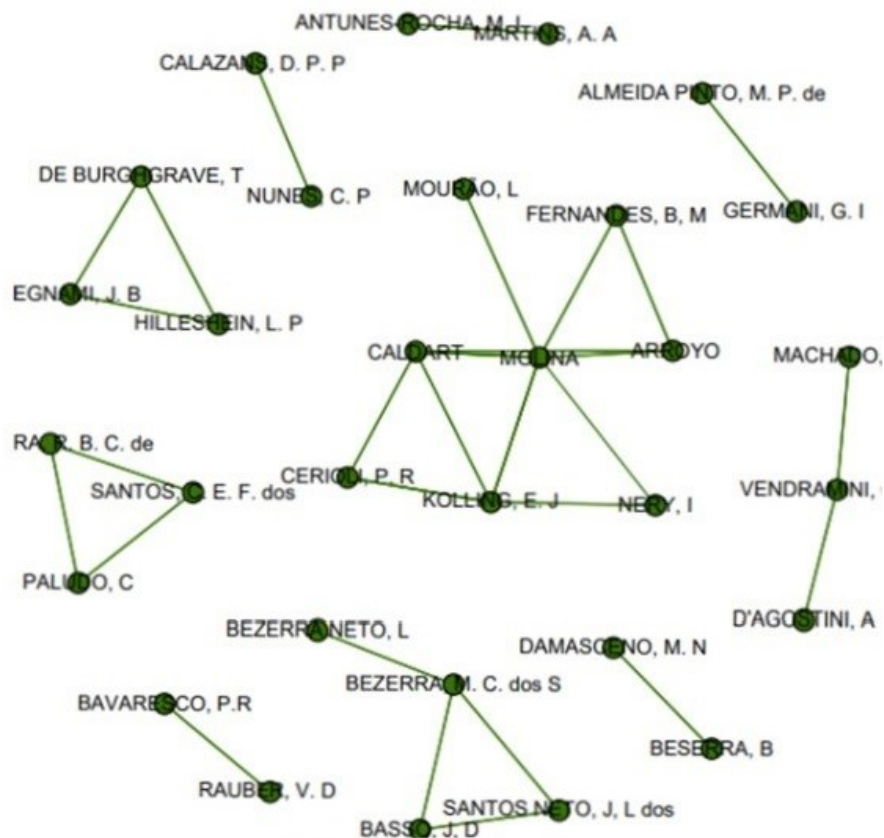 ANTUNES-ROCHA, M. I
MARTINS, A. A
CALAZANS, D. P. P
ALMEIDA PINTO, M. P. de
DE BURGHGRAVE, T
NUNES, C. P
MOURÃO, L
FERNANDES, B, M
GERMANI, G. I
EGNAMI, J. B
HILLESHEIN, L. P
CALDART
MOLINA
ARROYO
MACHADO,
RA, R. B. C. de
SANTOS, C. E. F. dos
CERIOLI, P. R
KOLLING, E. J
NERY, I
VENDRAMINI,
PALUDO, C
D'AGOSTINI, A
BEZERRA NETO, L
DAMASCENO, M. N
BEZERRA, M. C. dos S
BAVARESCO, P.R
BESERRA, B
RAUBER, V. D
SANTOS NETO, J, L dos
BASSO, J. D